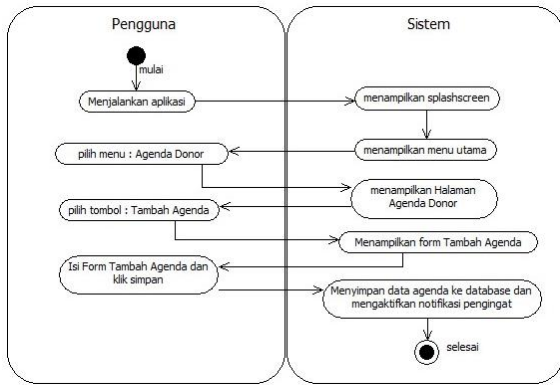 Pengguna
Sistem
mulai
Menjalankan aplikasi
menampilkan splashscreen
menampilkan menu utama
pilih menu : Agenda Donor
menampilkan Halaman
Agenda Donor
pilih tombol : Tambah Agenda
Menampilkan form Tambah Agenda
Isi Form Tambah Agenda dan
klik simpan
Menyimpan data agenda ke database dan
mengaktifkan notifikasi pengingat
selesai